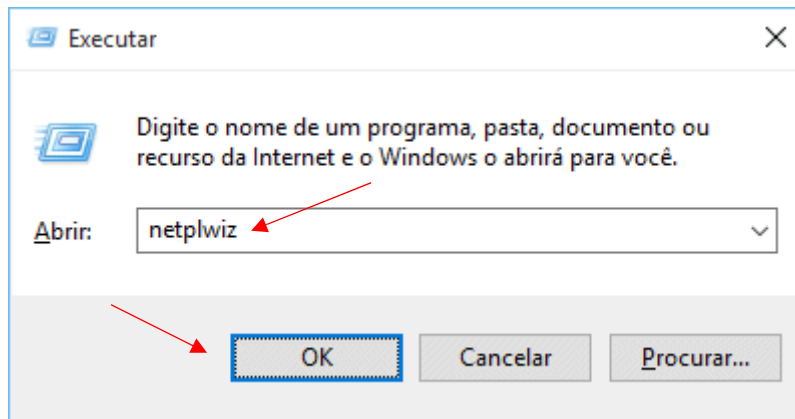 Executar
Digite o nome de um programa, pasta, documento ou
recurso da Internet e o Windows o abrirá para você.
Abrir: netplwiz
OK Cancelar Procurar...